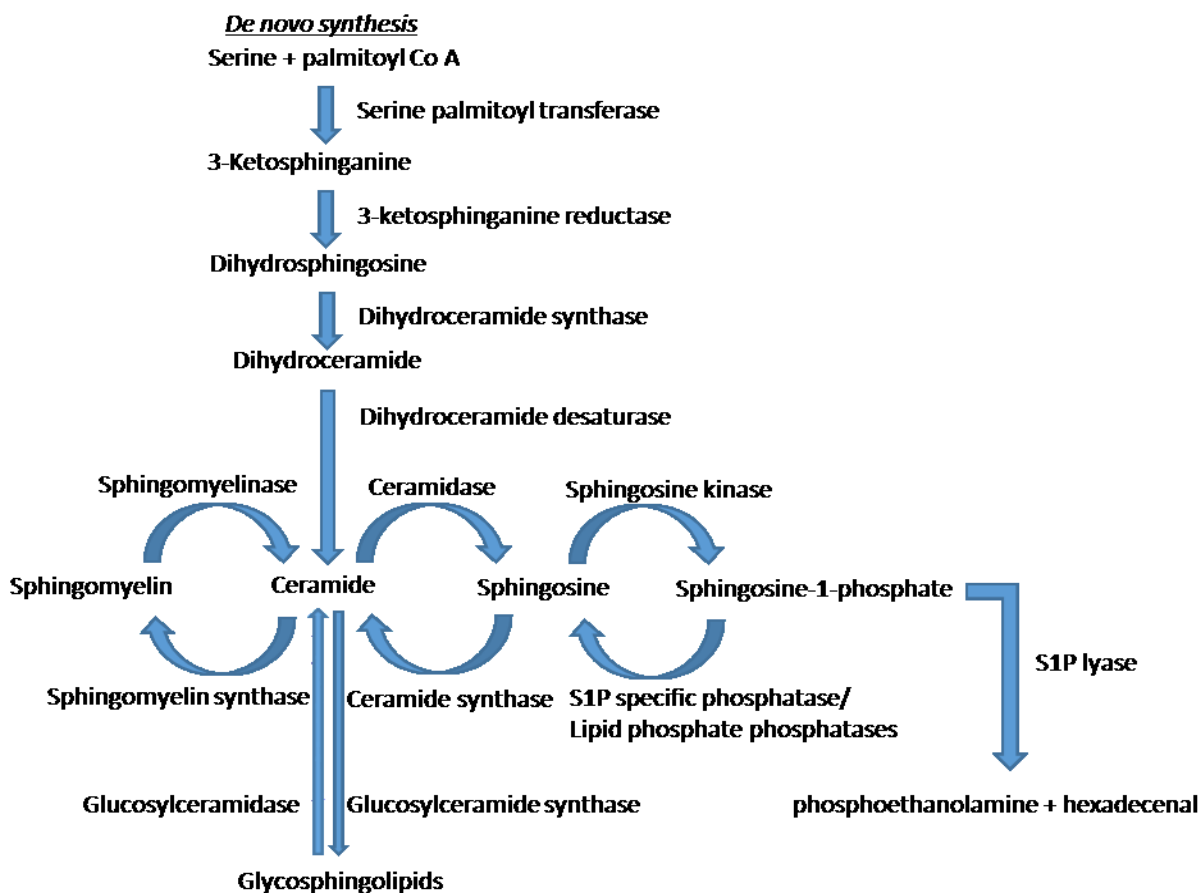 De novo synthesis
Serine + palmitoyl Co A
Serine palmitoyl transferase
3-Ketosphinganine
3-ketosphinganine reductase
Dihydrosphingosine
Dihydroceramide synthase
Dihydroceramide
Dihydroceramide desaturase
Sphingomyelinase
Ceramidase
Sphingosine kinase
Sphingomyelin
Ceramide
Sphingosine
Sphingosine-1-phosphate
S1P lyase
Sphingomyelin synthase
Ceramide synthase
S1P specific phosphatase/
Lipid phosphate phosphatases
Glucosylceramidase
Glucosylceramide synthase
phosphoethanolamine + hexadecenal
Glycosphingolipids